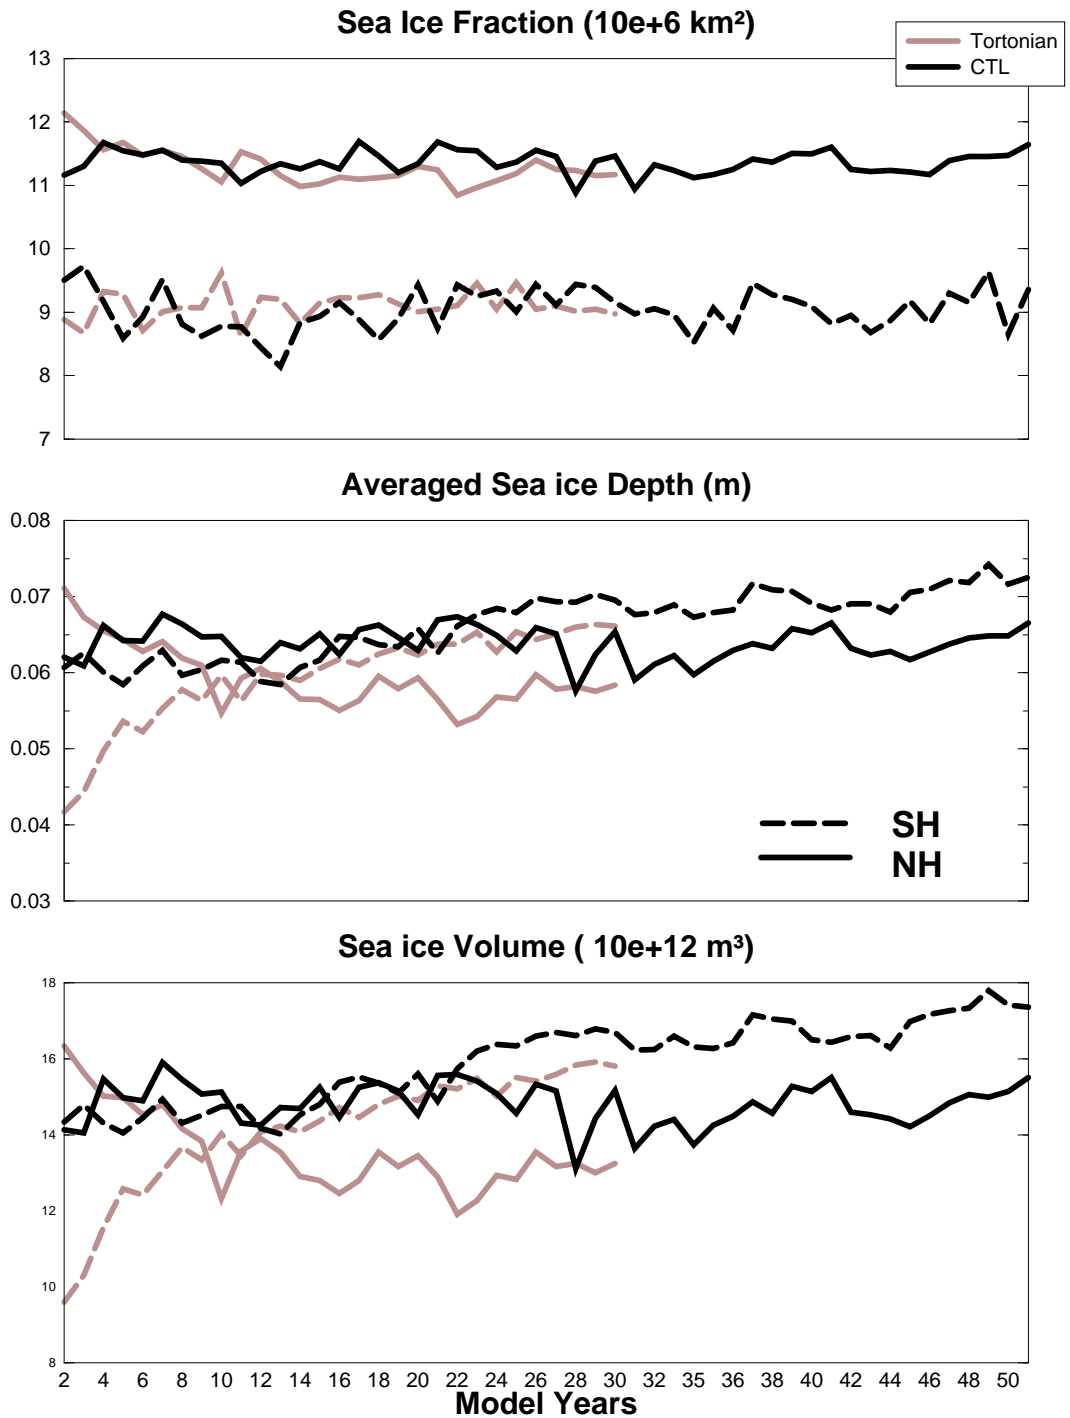 Sea Ice Fraction (10e+6 km²)
Tortonian
CTL
13
12
11
10
9
8
7
Averaged Sea ice Depth (m)
0.08
0.07
0.06
0.05
0.04
0.03
SH
NH
Sea ice Volume ( 10e+12 m³)
18
16
14
12
10
8
2 4 6 8 10 12 14 16 18 20 22 24 26 28 30 32 34 36 38 40 42 44 46 48 50
Model Years